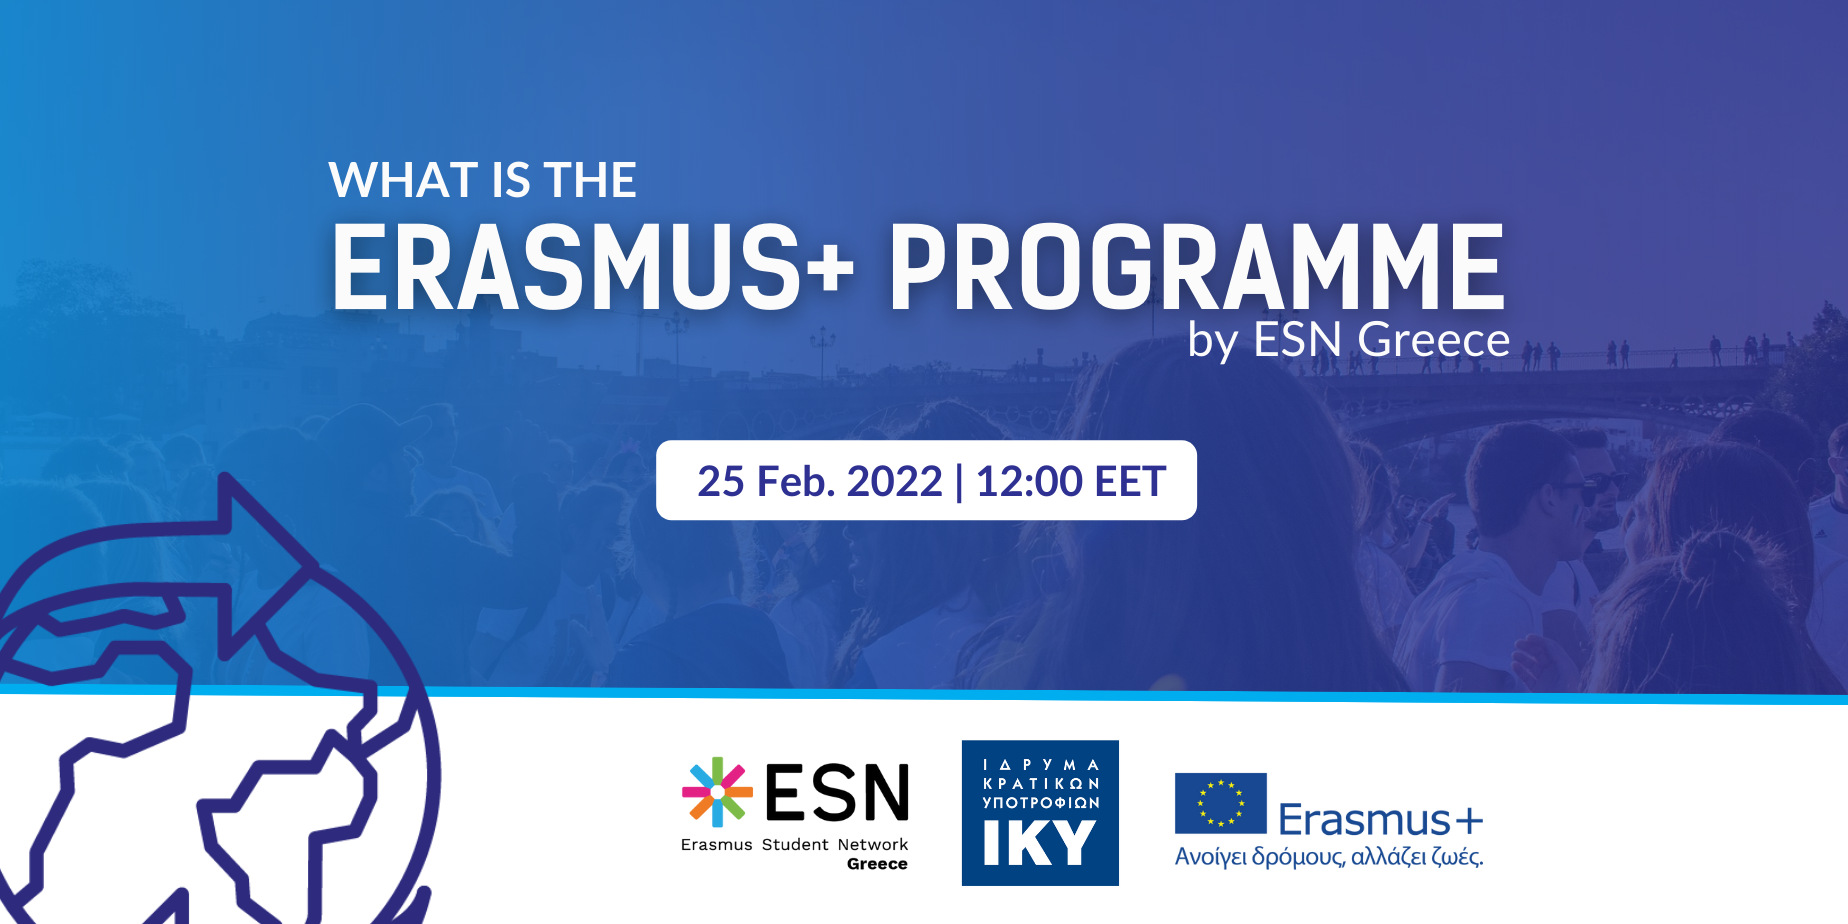 WHAT IS THE
ERASMUS+ PROGRAMME
by ESN Greece
25 Feb. 2022 | 12:00 EET
ESN
Erasmus Student Network
Greece
ΙΔΡΥΜΑ
ΚΡΑΤΙΚΩΝ
ΥΠΟΤΡΟΦΙΩΝ
ΙΚΥ
Erasmus+
Ανοίγει δρόμους, αλλάζει ζωές.